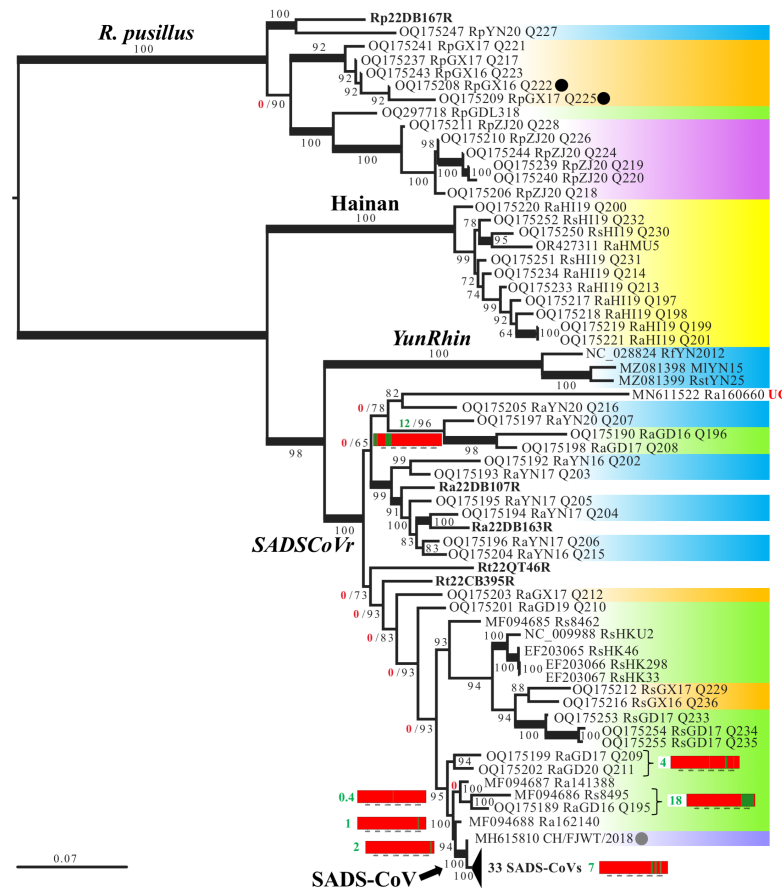 Rp22DB167R
100
R. pusillus
OQ175247 RpYN20 Q227
100
OQ175241 RpGX17 Q221
92
OQ175237 RpGX17 Q217
OQ175243 RpGX16 Q223
92
OQ175208 RpGX16 Q222
92
OQ175209 RpGX17 Q225
0/90
OQ297718 RpGDL318
OQ175211 RpZJ20 Q228
100
OQ175210 RpZJ20 Q226
98
OQ175244 RpZJ20 Q224
100
OQ175239 RpZJ20 Q219
100
100
OQ175240 RpZJ20 Q220
100
OQ175206 RpZJ20 Q218
Hainan
OQ175220 RaHI19 Q200
100
78
OQ175252 RsHI19 Q232
OQ175250 RsHI19 Q230
95
OR427311 RaHMU5
99
OQ175251 RsHI19 Q231
72
OQ175234 RaHI19 Q214
74
OQ175233 RaHI19 Q213
99
OQ175217 RaHI19 Q197
92
OQ175218 RaHI19 Q198
64
100
OQ175219 RaHI19 Q199
OQ175221 RaHI19 Q201
YunRhin
100
NC_028824 RfYN2012
MZ081398 MlYN15
100
MZ081399 RstYN25
98
82
MN611522 Ra160660 UG
0/78
OQ175205 RaYN20 Q216
12/96
OQ175197 RaYN20 Q207
0/65
OQ175190 RaGD16 Q196
98
OQ175198 RaGD17 Q208
99
OQ175192 RaYN16 Q202
OQ175193 RaYN17 Q203
99
Ra22DB107R
91
OQ175195 RaYN17 Q205
100
OQ175194 RaYN17 Q204
100
Ra22DB163R
100
SADSCoVr
83
OQ175196 RaYN17 Q206
83
OQ175204 RaYN16 Q215
Rt22QT46R
0/73
Rt22CB395R
0/93
OQ175203 RaGX17 Q212
0/83
OQ175201 RaGD19 Q210
MF094685 Rs8462
93
NC_009988 RsHKU2
100
EF203065 RsHK46
100
EF203066 RsHK298
EF203067 RsHK33
0/93
94
88
OQ175212 RsGX17 Q229
OQ175216 RsGX16 Q236
94
OQ175253 RsGD17 Q233
100
100
OQ175254 RsGD17 Q234
OQ175255 RsGD17 Q235
0/93
OQ175199 RaGD17 Q209
94
4
OQ175202 RaGD20 Q211
0
MF094687 Ra141388
100
0.4
95
MF094686 Rs8495
100
18
OQ175189 RaGD16 Q195
1
100
MF094688 Ra162140
2
94
MH615810 CH/FJWT/2018
0.07
SADS-CoV
100
100
33 SADS-CoVs
7